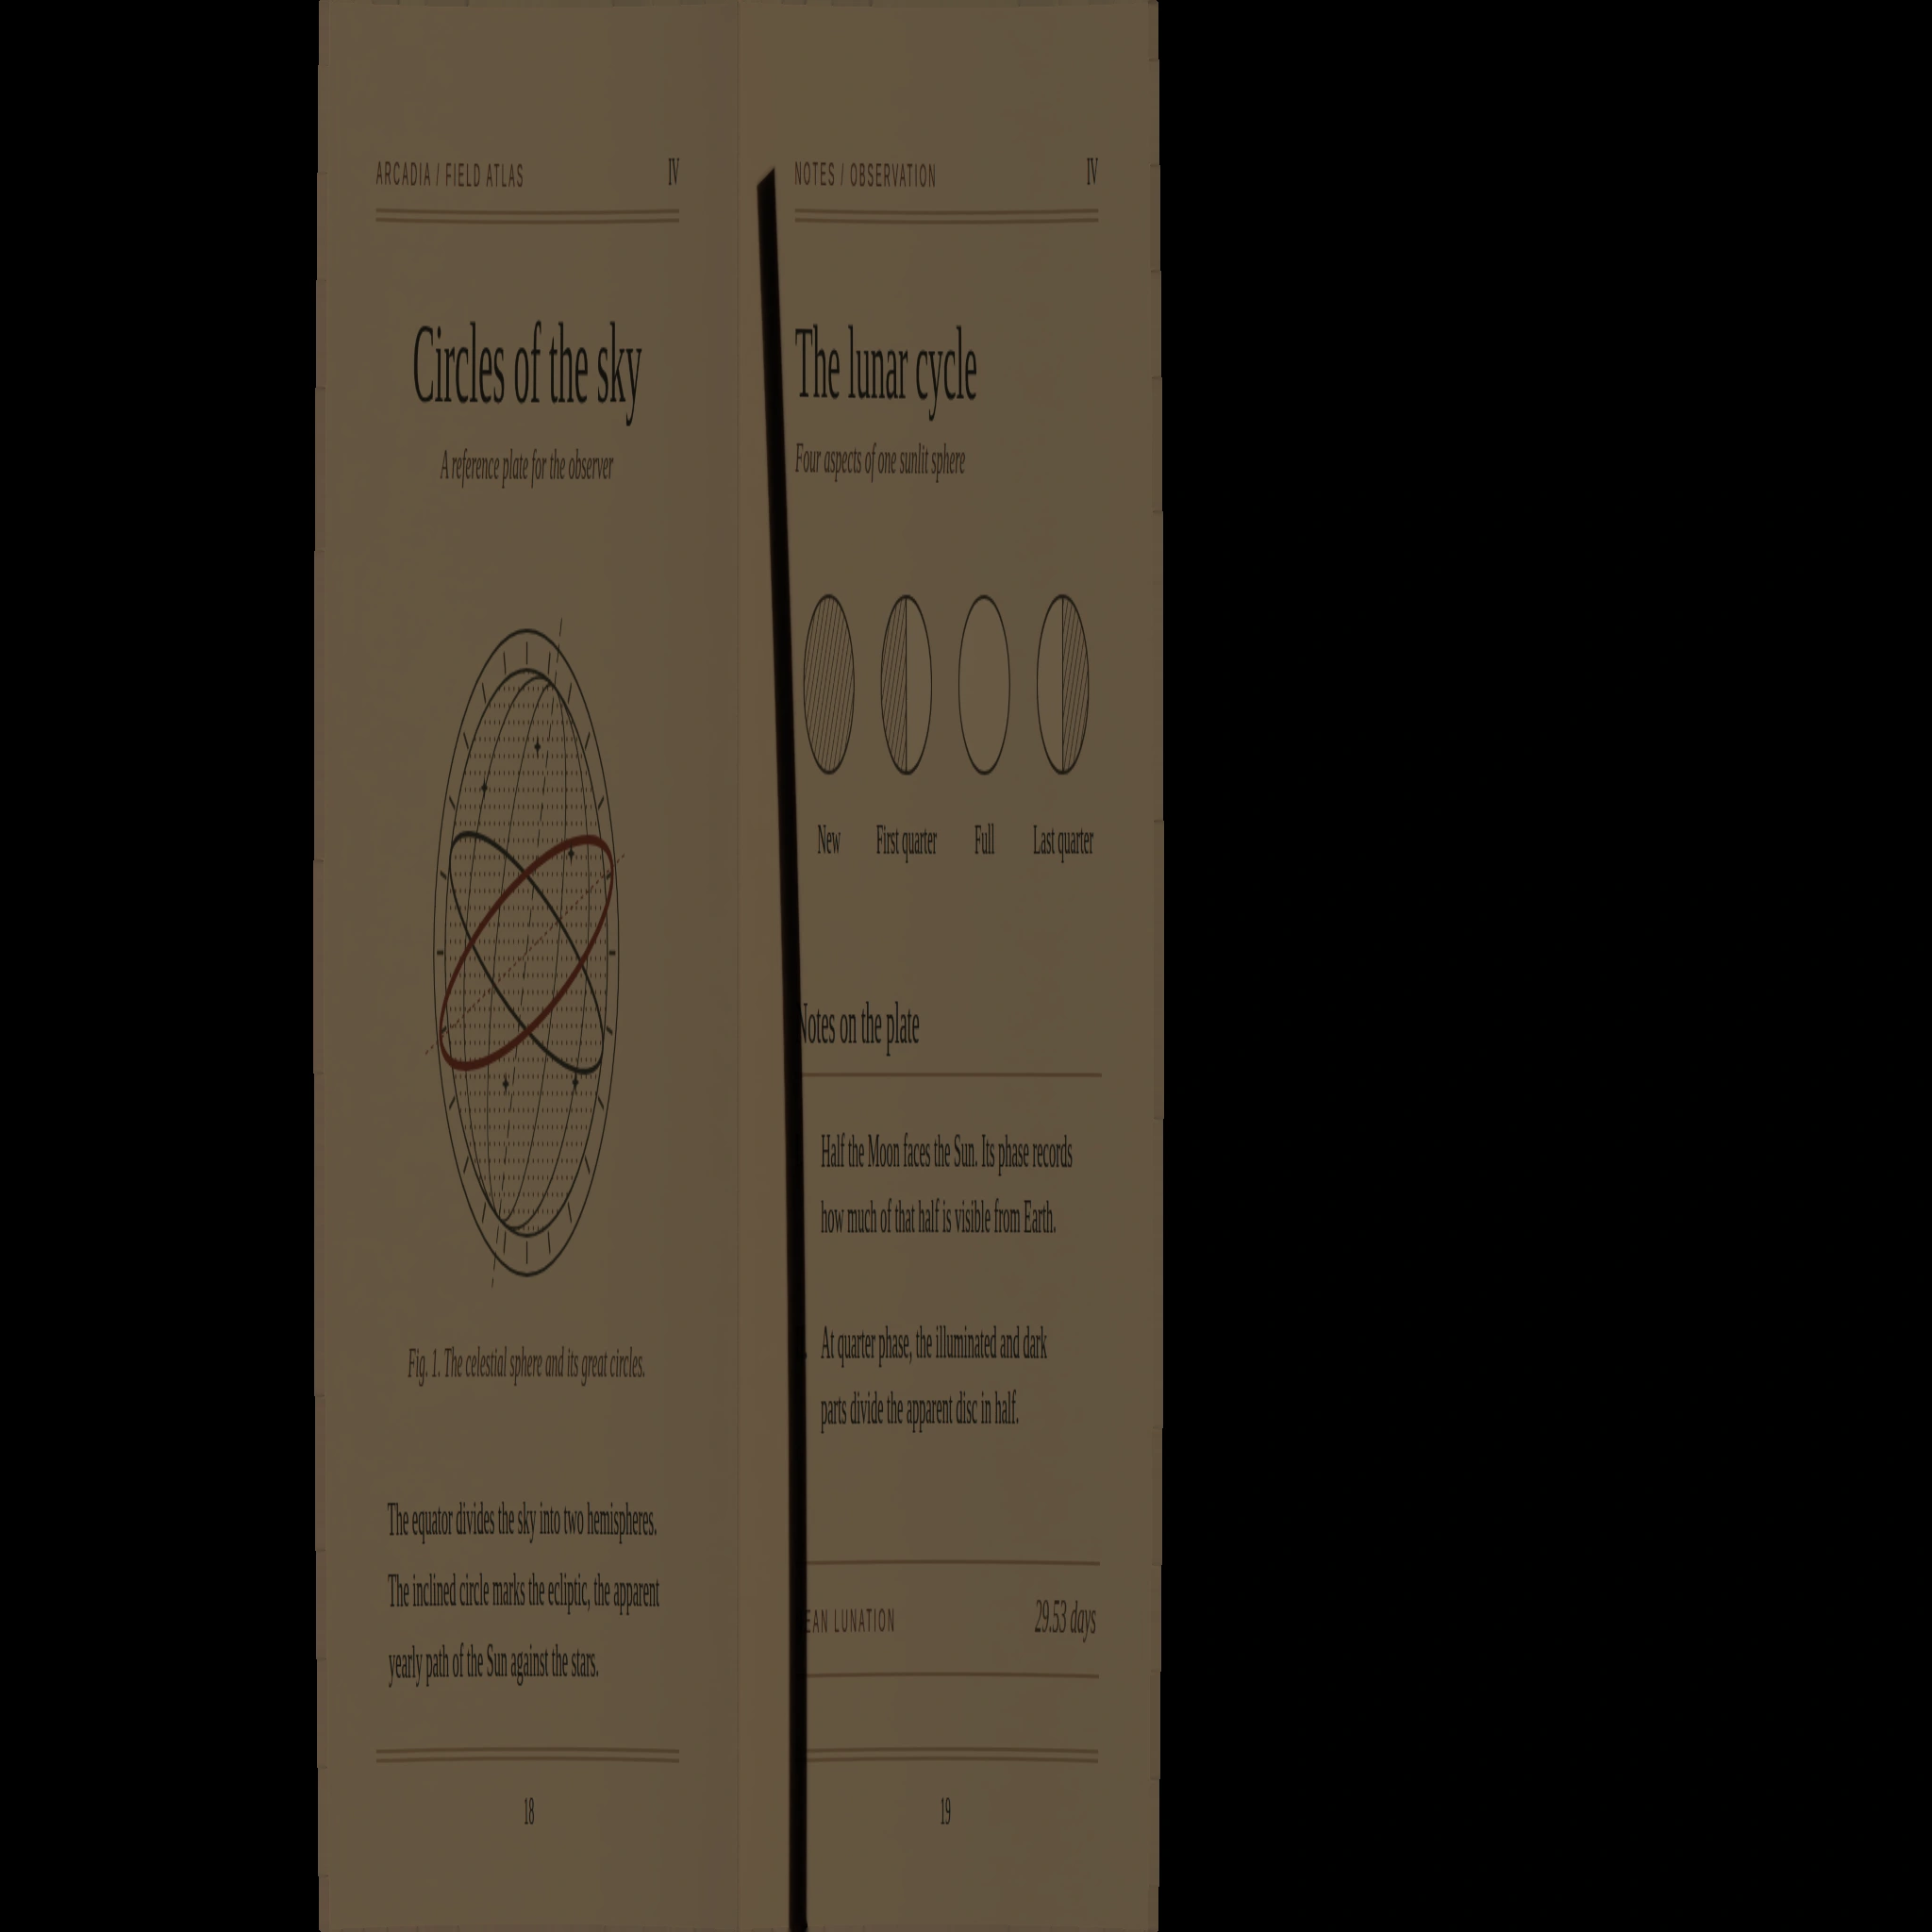 ARCADIA / FIELD ATLAS IV
Circles of the sky
A reference plate for the observer
Fig. 1. The celestial sphere and its great circles.
The equator divides the sky into two hemispheres.
The inclined circle marks the ecliptic, the apparent
yearly path of the Sun against the stars.
18
NOTES / OBSERVATION IV
The lunar cycle
Four aspects of one sunlit sphere
New First quarter Full Last quarter
Notes on the plate
Half the Moon faces the Sun. Its phase records
how much of that half is visible from Earth.
At quarter phase, the illuminated and dark
parts divide the apparent disc in half.
LUNATION 29.53 days
19